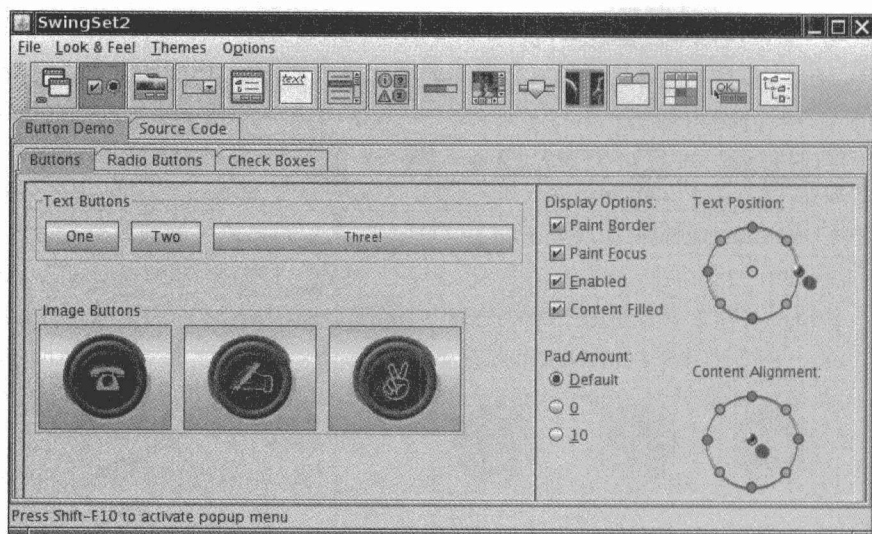 SwingSet2
File Look & Feel Themes Options
text
OK
Button Demo Source Code
Buttons Radio Buttons Check Boxes
Text Buttons
One Two Three!
Image Buttons
Display Options:
Paint Border
Paint Focus
Enabled
Content Filled
Text Position:
Pad Amount:
Default
0
10
Content Alignment:
Press Shift-F10 to activate popup menu